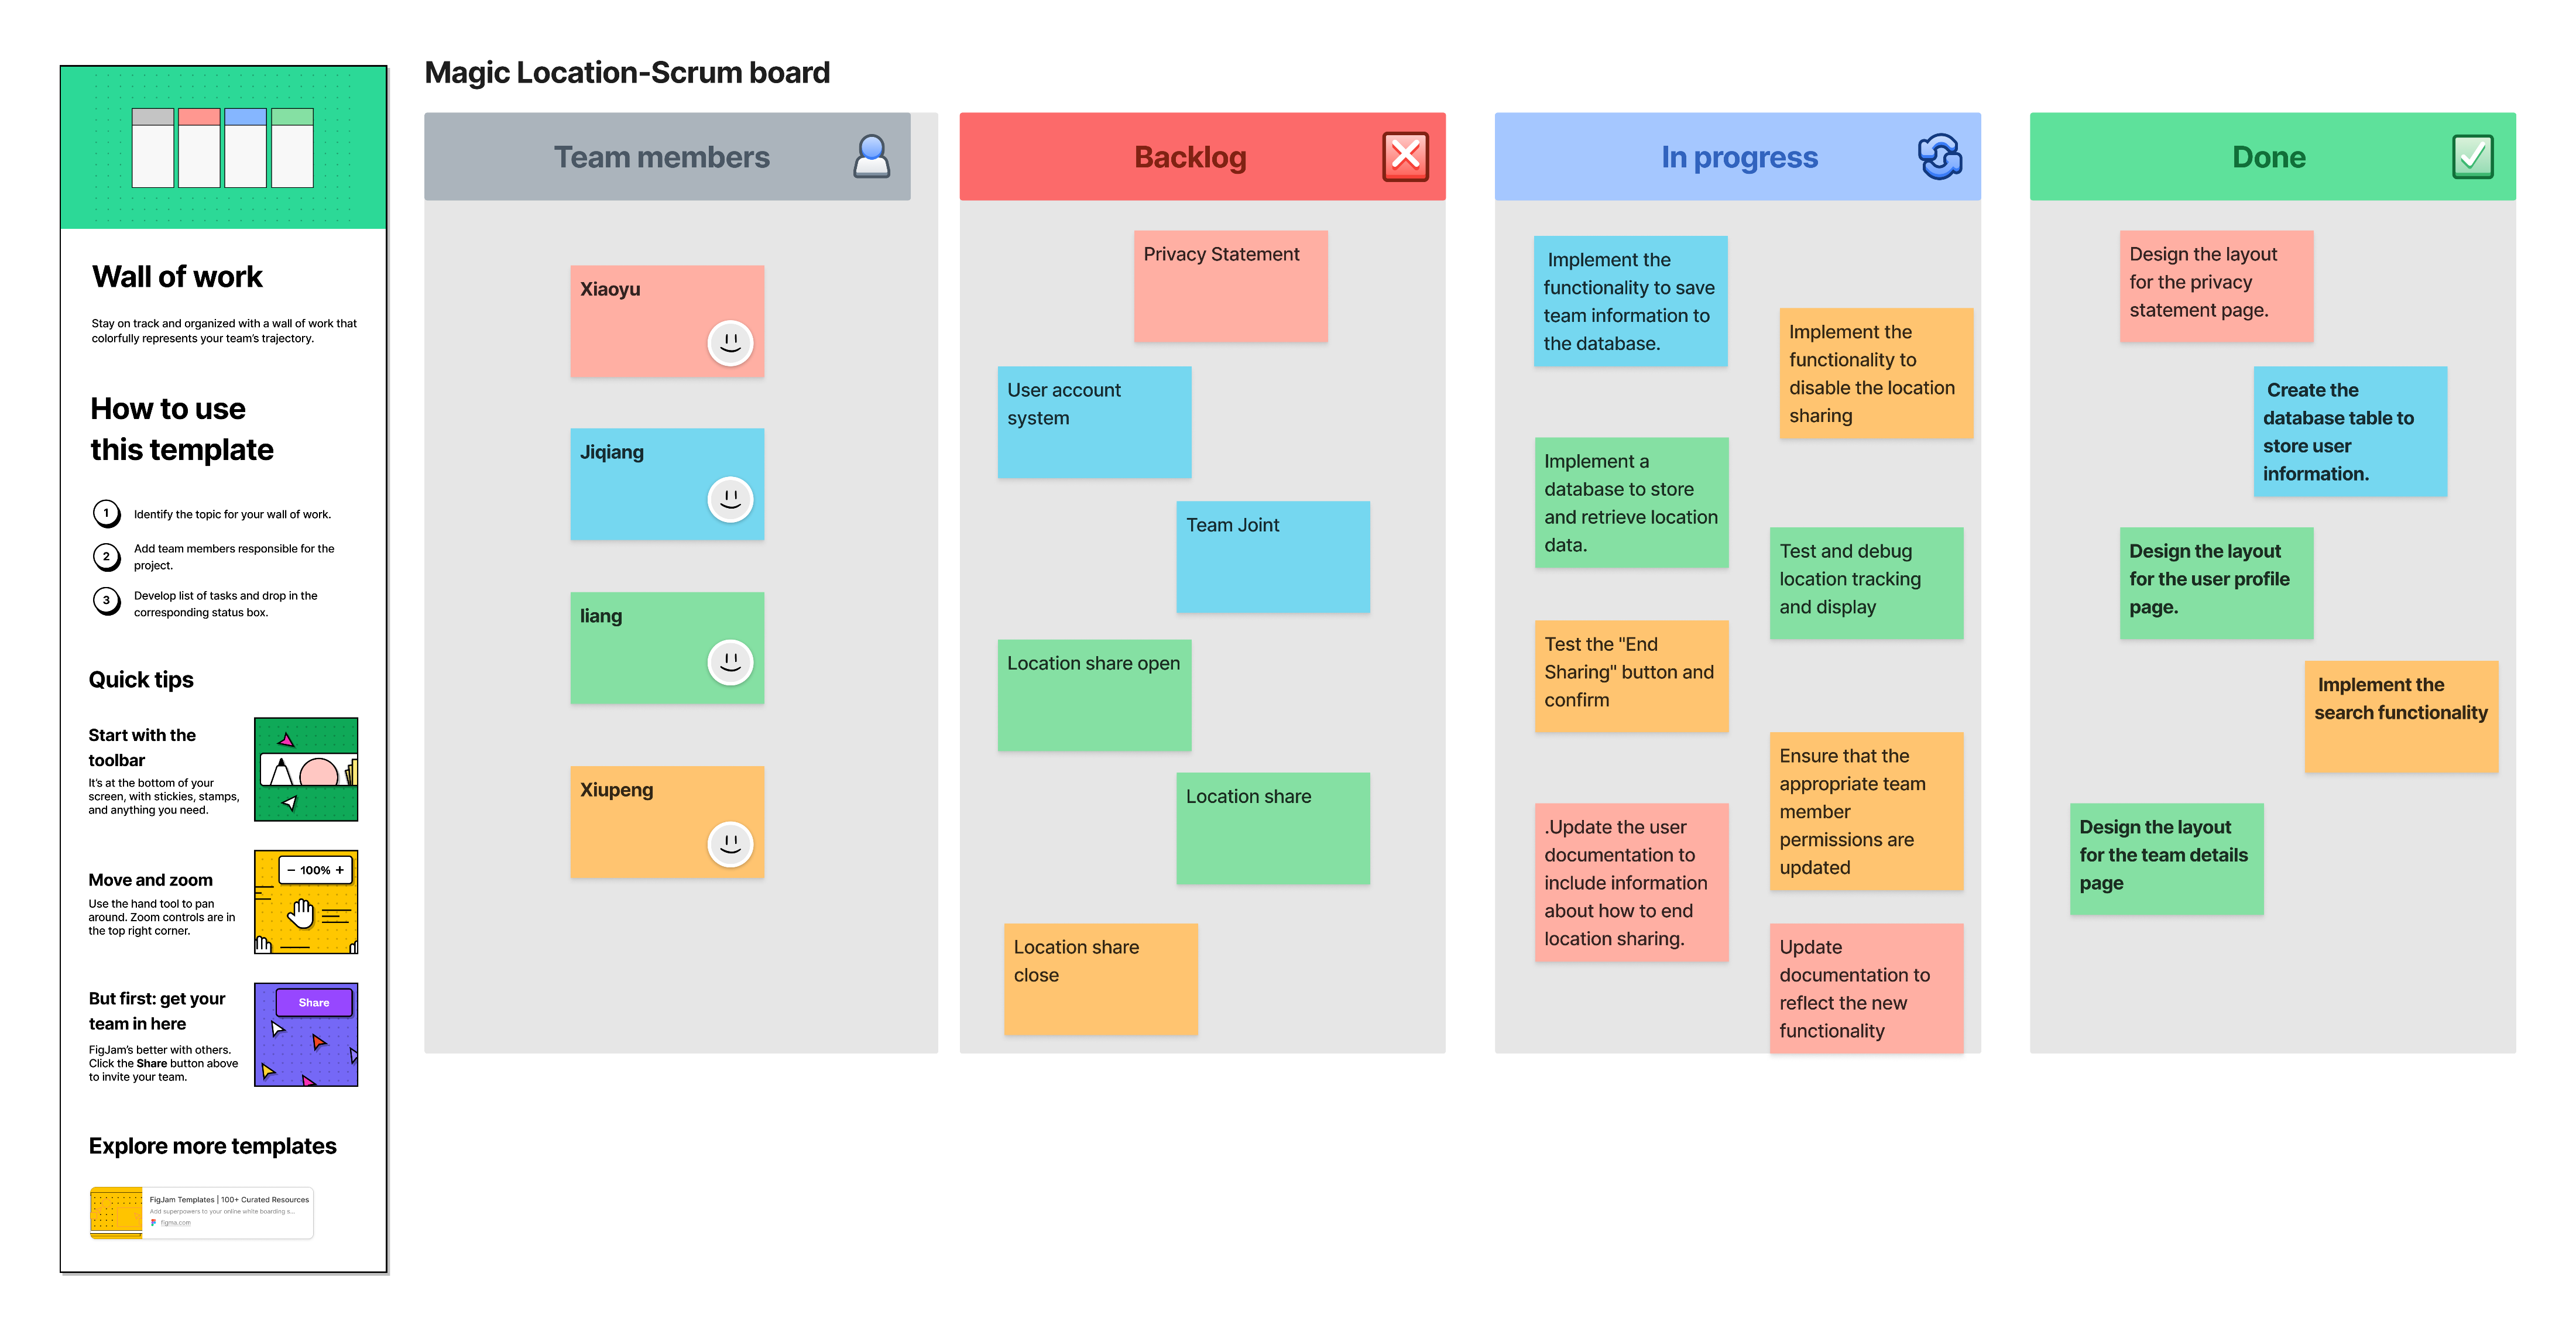 Wall of work
Stay on track and organized with a wall of work that
colorfully represents your team's trajectory.
How to use
this template
1
Identify the topic for your wall of work.
2
Add team members responsible for the
project.
3
Develop list of tasks and drop in the
corresponding status box.
Quick tips
Start with the
toolbar
It's at the bottom of your
screen, with stickies, stamps,
and anything you need.
Move and zoom
Use the hand tool to pan
around. Zoom controls are in
the top right corner.
− 100% +
But first: get your
team in here
FigJam's better with others.
Click the Share button above
to invite your team.
Share
Explore more templates
FigJam Templates | 100+ Curated Resources
Add superpowers to your online white boarding s...
figma.com
Magic Location-Scrum board
Team members
Xiaoyu
Jiqiang
liang
Xiupeng
Backlog
Privacy Statement
User account
system
Team Joint
Location share open
Location share
Location share
close
In progress
Implement the
functionality to save
team information to
the database.
Implement the
functionality to
disable the location
sharing
Implement a
database to store
and retrieve location
data.
Test and debug
location tracking
and display
Test the "End
Sharing" button and
confirm
Ensure that the
appropriate team
member
permissions are
updated
.Update the user
documentation to
include information
about how to end
location sharing.
Update
documentation to
reflect the new
functionality
Done
Design the layout
for the privacy
statement page.
Create the
database table to
store user
information.
Design the layout
for the user profile
page.
Implement the
search functionality
Design the layout
for the team details
page